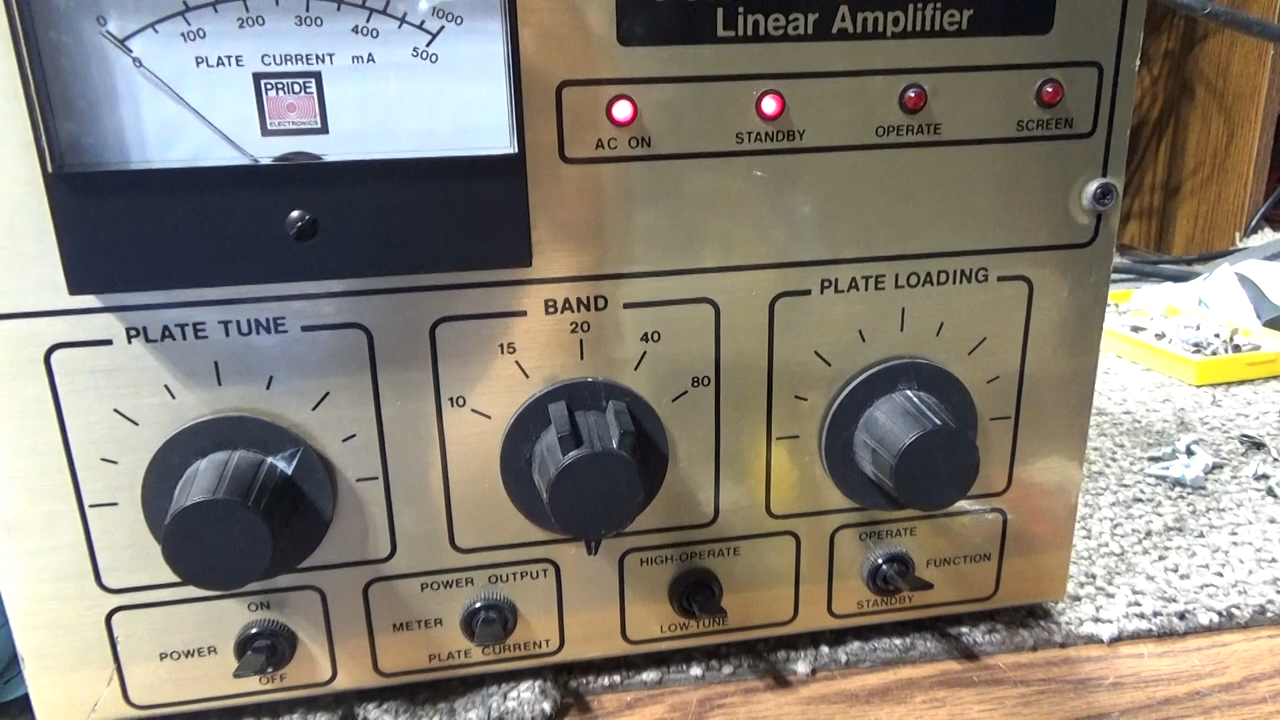 0 1000
100 200 300 400 500
0
PLATE CURRENT mA
PRIDE
ELECTRONICS
Linear Amplifier
AC ON STANDBY OPERATE SCREEN
PLATE TUNE
BAND
10 15 20 40 80
PLATE LOADING
ON
POWER
OFF
POWER OUTPUT
METER
PLATE CURRENT
HIGH-OPERATE
LOW-TUNE
OPERATE
FUNCTION
STANDBY